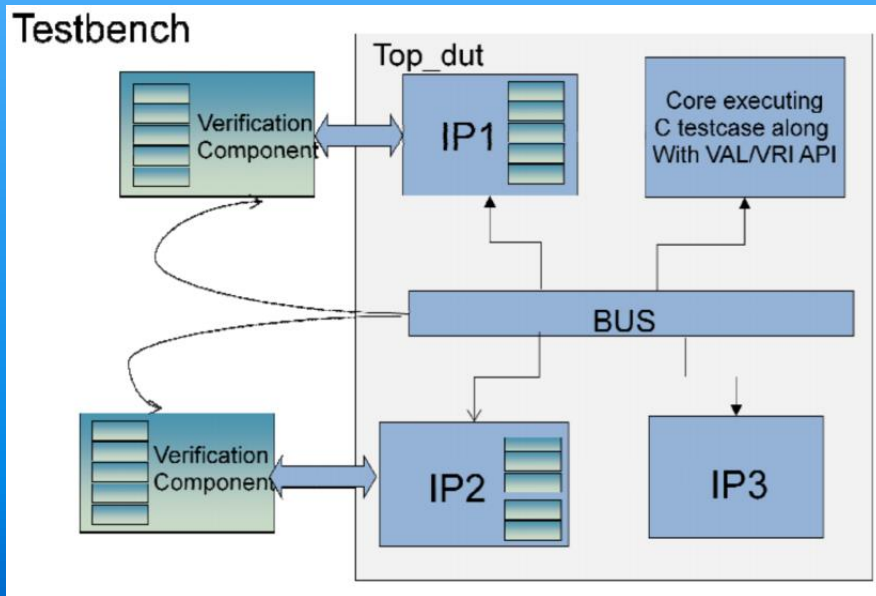 Testbench
Top_dut
Verification
Component
IP1
Core executing
C testcase along
With VAL/VRI API
BUS
Verification
Component
IP2
IP3